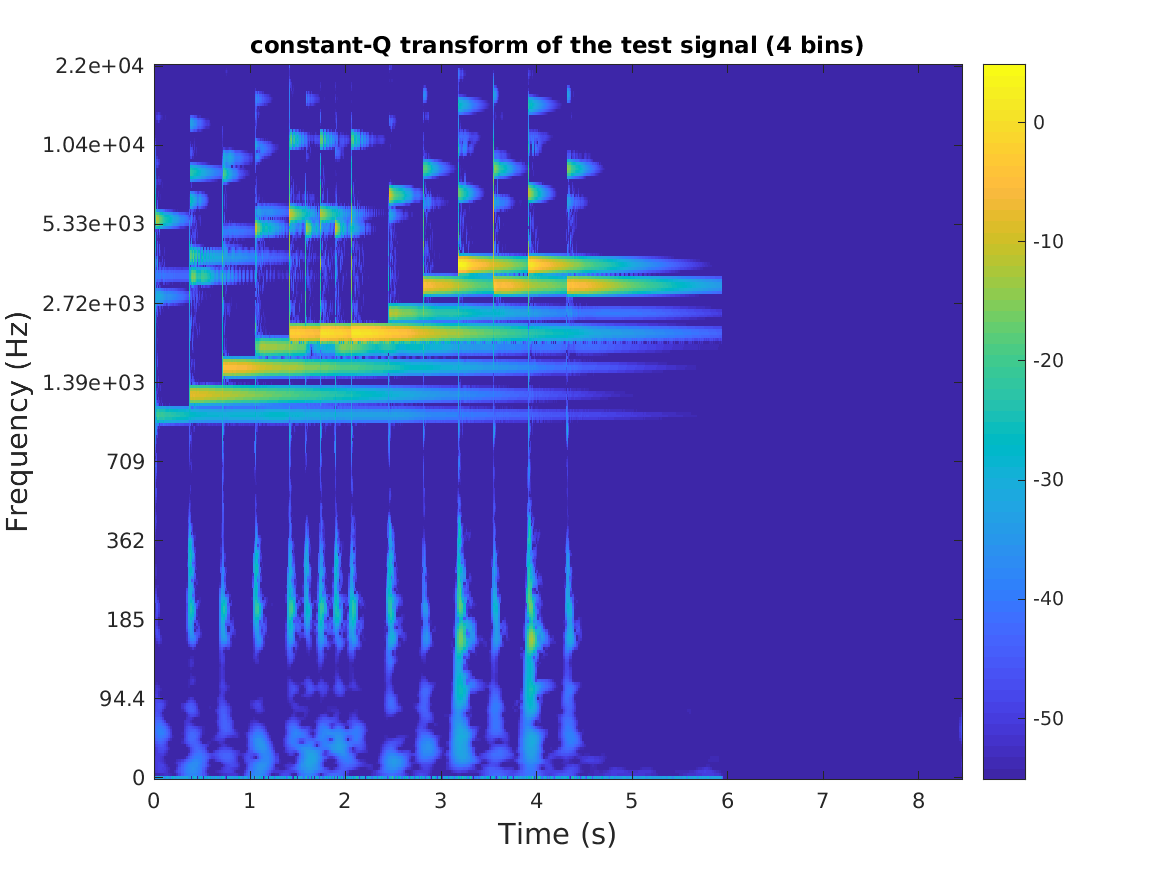 constant-Q transform of the test signal (4 bins)
2.2e+04
1.04e+04
5.33e+03
2.72e+03
1.39e+03
709
362
185
94.4
0
Frequency (Hz)
0 1 2 3 4 5 6 7 8
Time (s)
0
-10
-20
-30
-40
-50